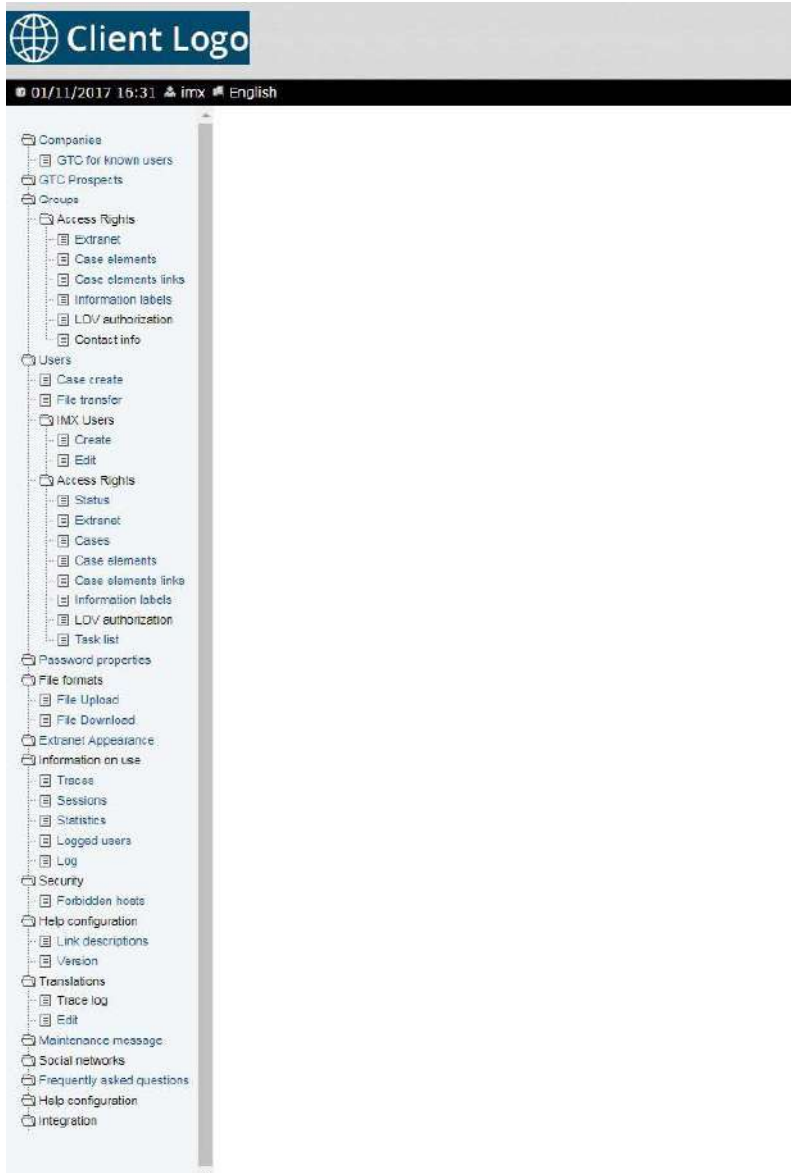 Client Logo
01/11/2017 16:31 imx English
Companies
GTC for known users
GTC Prospects
Groups
Access Rights
Extranet
Case elements
Case elements links
Information labels
LOV authorization
Contact info
Users
Case create
File transfer
IMX Users
Create
Edit
Access Rights
Status
Extranet
Cases
Case elements
Case elements links
Information labels
LOV authorization
Task list
Password properties
File formats
File Upload
File Download
Extranet Appearance
Information on use
Traces
Sessions
Statistics
Logged users
Log
Security
Forbidden hosts
Help configuration
Link descriptions
Version
Translations
Trace log
Edit
Maintenance message
Social networks
Frequently asked questions
Help configuration
Integration